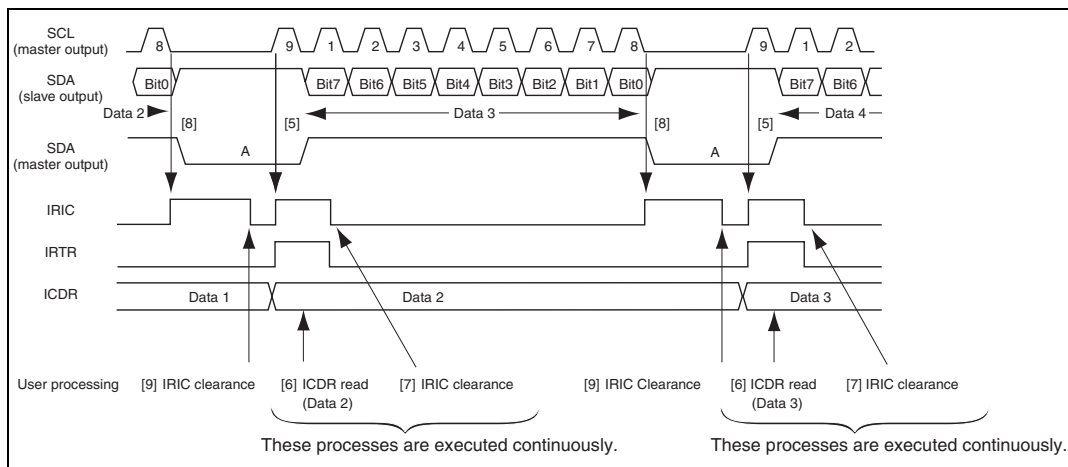 SCL
(master output)
8 9 1 2 3 4 5 6 7 8 9 1 2
SDA
(slave output)
Bit0 Bit7 Bit6 Bit5 Bit4 Bit3 Bit2 Bit1 Bit0 Bit7 Bit6
Data 2 [8] [5] Data 3 [8] [5] Data 4
SDA
(master output)
A A
IRIC
IRTR
ICDR
Data 1 Data 2 Data 3
User processing [9] IRIC clearance [6] ICDR read [7] IRIC clearance [9] IRIC Clearance [6] ICDR read [7] IRIC clearance
(Data 2) (Data 3)
These processes are executed continuously. These processes are executed continuously.